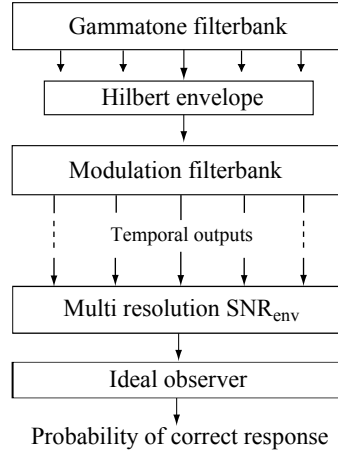 Gammatone filterbank
Hilbert envelope
Modulation filterbank
Temporal outputs
Multi resolution SNRenv
Ideal observer
Probability of correct response